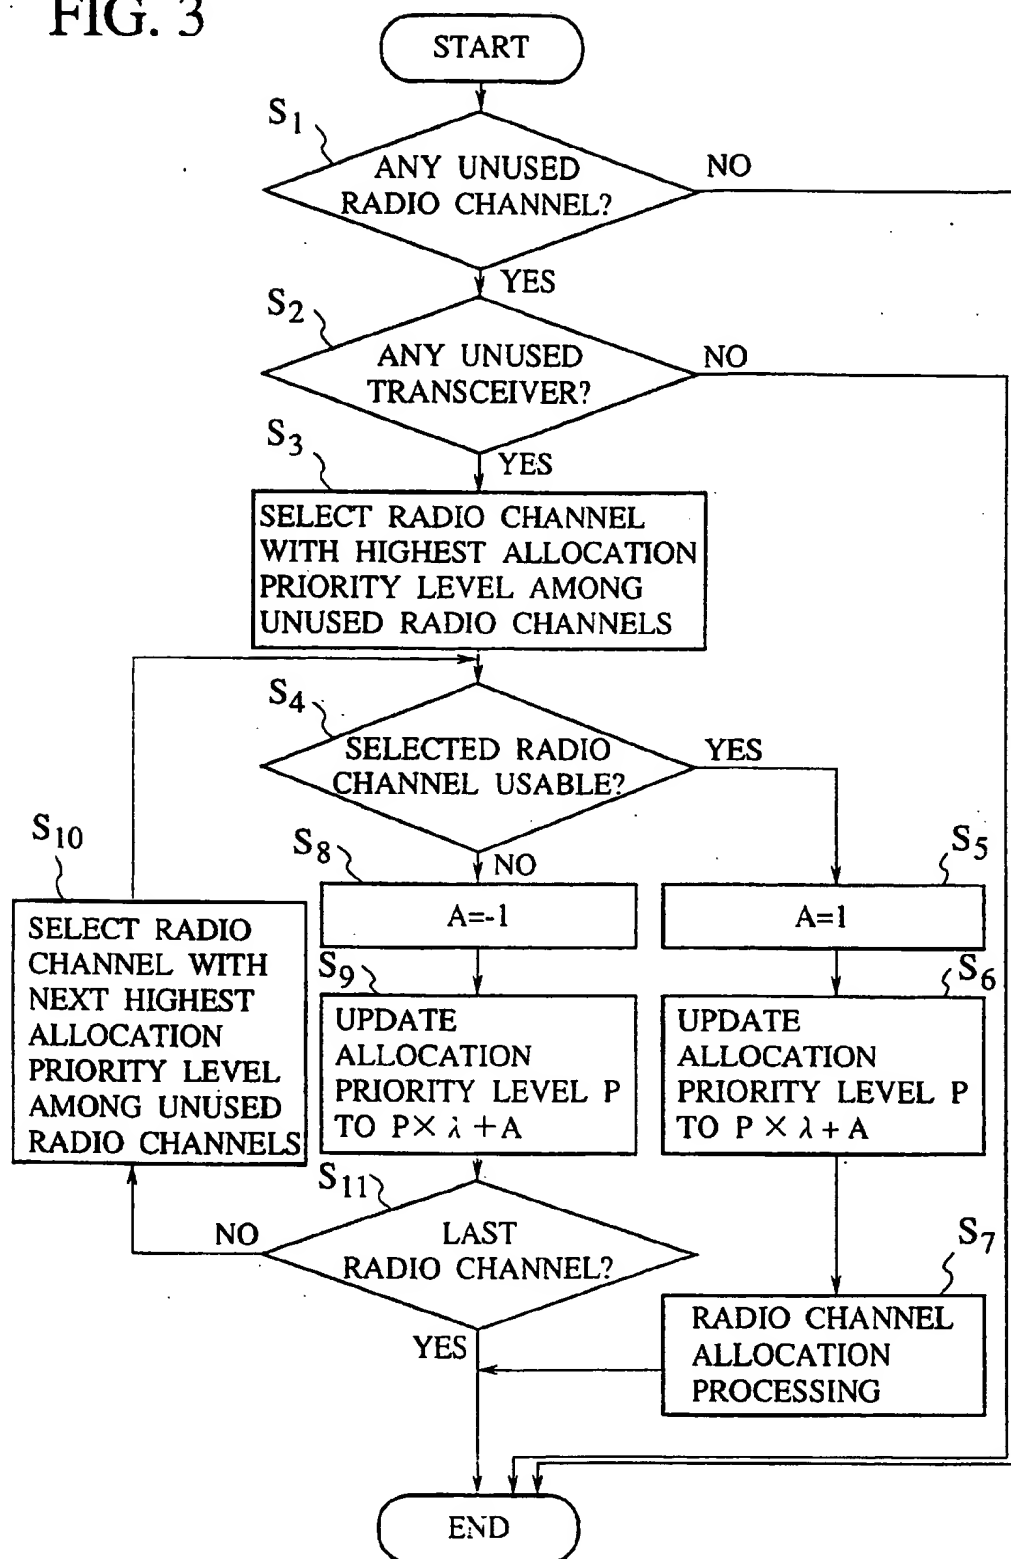 FIG. 3
START
S1
ANY UNUSED
RADIO CHANNEL?
NO
YES
S2
ANY UNUSED
TRANSCEIVER?
NO
YES
S3
SELECT RADIO CHANNEL
WITH HIGHEST ALLOCATION
PRIORITY LEVEL AMONG
UNUSED RADIO CHANNELS
S4
SELECTED RADIO
CHANNEL USABLE?
YES
NO
S10
SELECT RADIO
CHANNEL WITH
NEXT HIGHEST
ALLOCATION
PRIORITY LEVEL
AMONG UNUSED
RADIO CHANNELS
S8
A=-1
S5
A=1
S9
UPDATE
ALLOCATION
PRIORITY LEVEL P
TO P× λ +A
S6
UPDATE
ALLOCATION
PRIORITY LEVEL P
TO P × λ + A
S11
LAST
RADIO CHANNEL?
NO
YES
S7
RADIO CHANNEL
ALLOCATION
PROCESSING
END